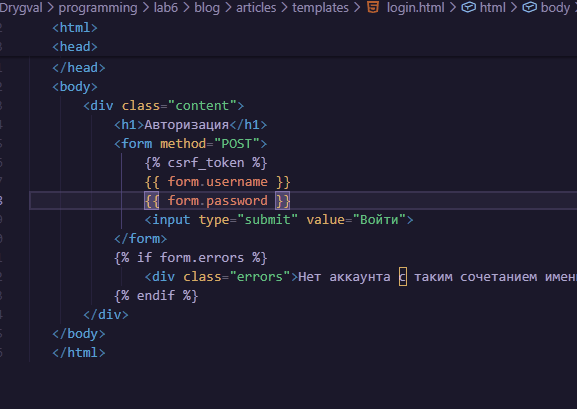 Drygval > programming > lab6 > blog > articles > templates > login.html > html > body
<html>
<head>
</head>
<body>
<div class="content">
<h1>Авторизация</h1>
<form method="POST">
{% csrf_token %}
{{ form.username }}
{{ form.password }}
<input type="submit" value="Войти">
</form>
{% if form.errors %}
<div class="errors">Нет аккаунта с таким сочетанием имени
{% endif %}
</div>
</body>
</html>